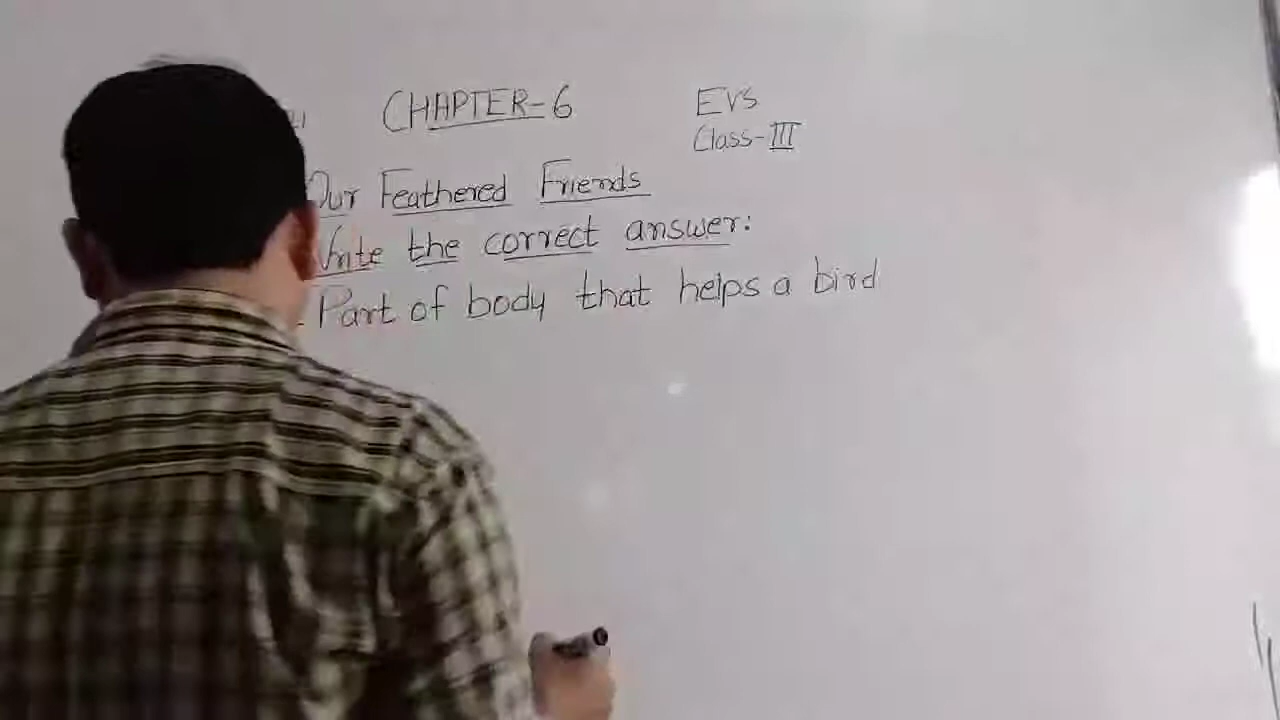 CHAPTER-6
EVS
Class-III
Our Feathered Friends
Write the correct answer:
Part of body that helps a bird